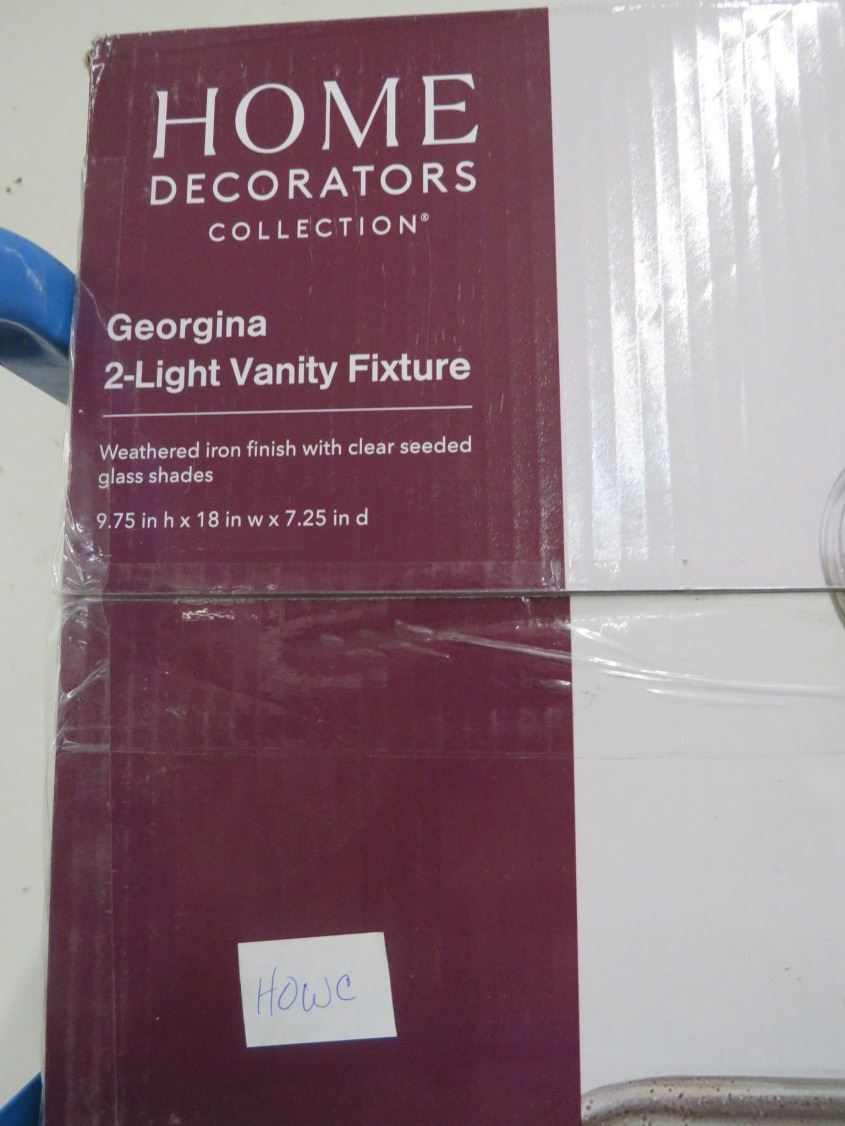 HOME
DECORATORS
COLLECTION®
Georgina
2-Light Vanity Fixture
Weathered iron finish with clear seeded
glass shades
9.75 in h x 18 in w x 7.25 in d
HOWC